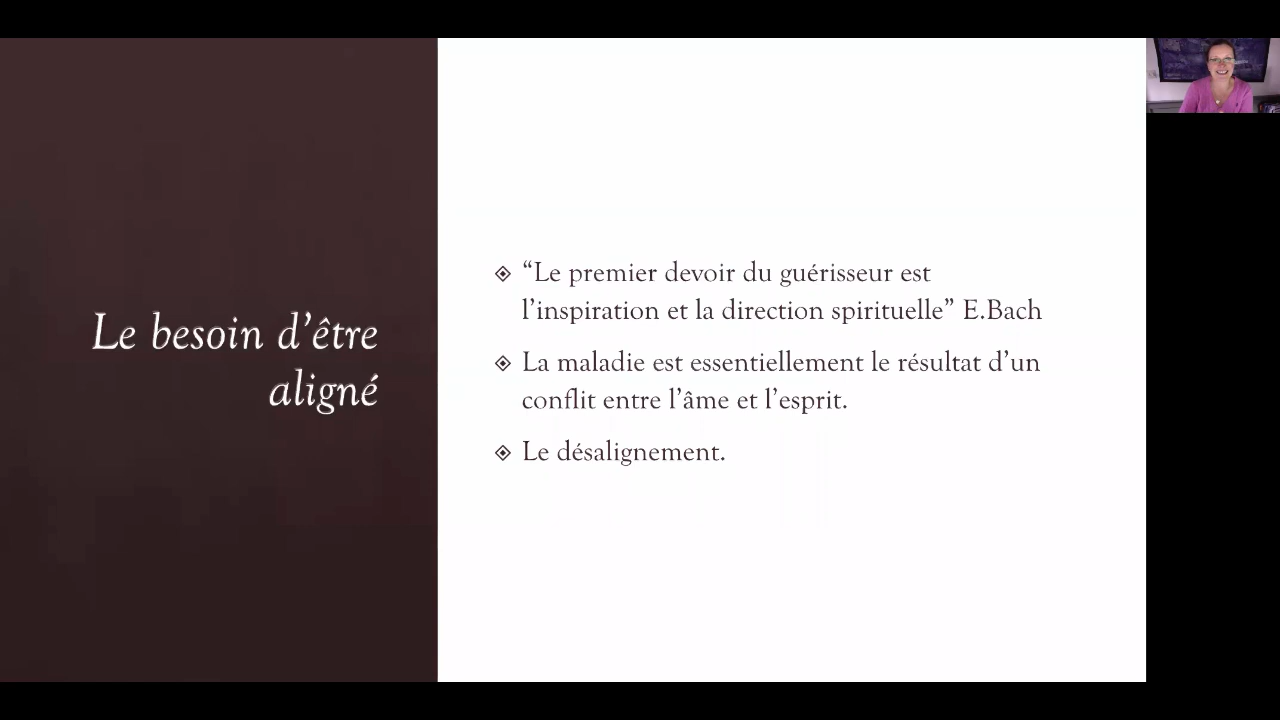 Le besoin d’être
aligné
“Le premier devoir du guérisseur est
l’inspiration et la direction spirituelle” E.Bach
La maladie est essentiellement le résultat d’un
conflit entre l’âme et l’esprit.
Le désalignement.